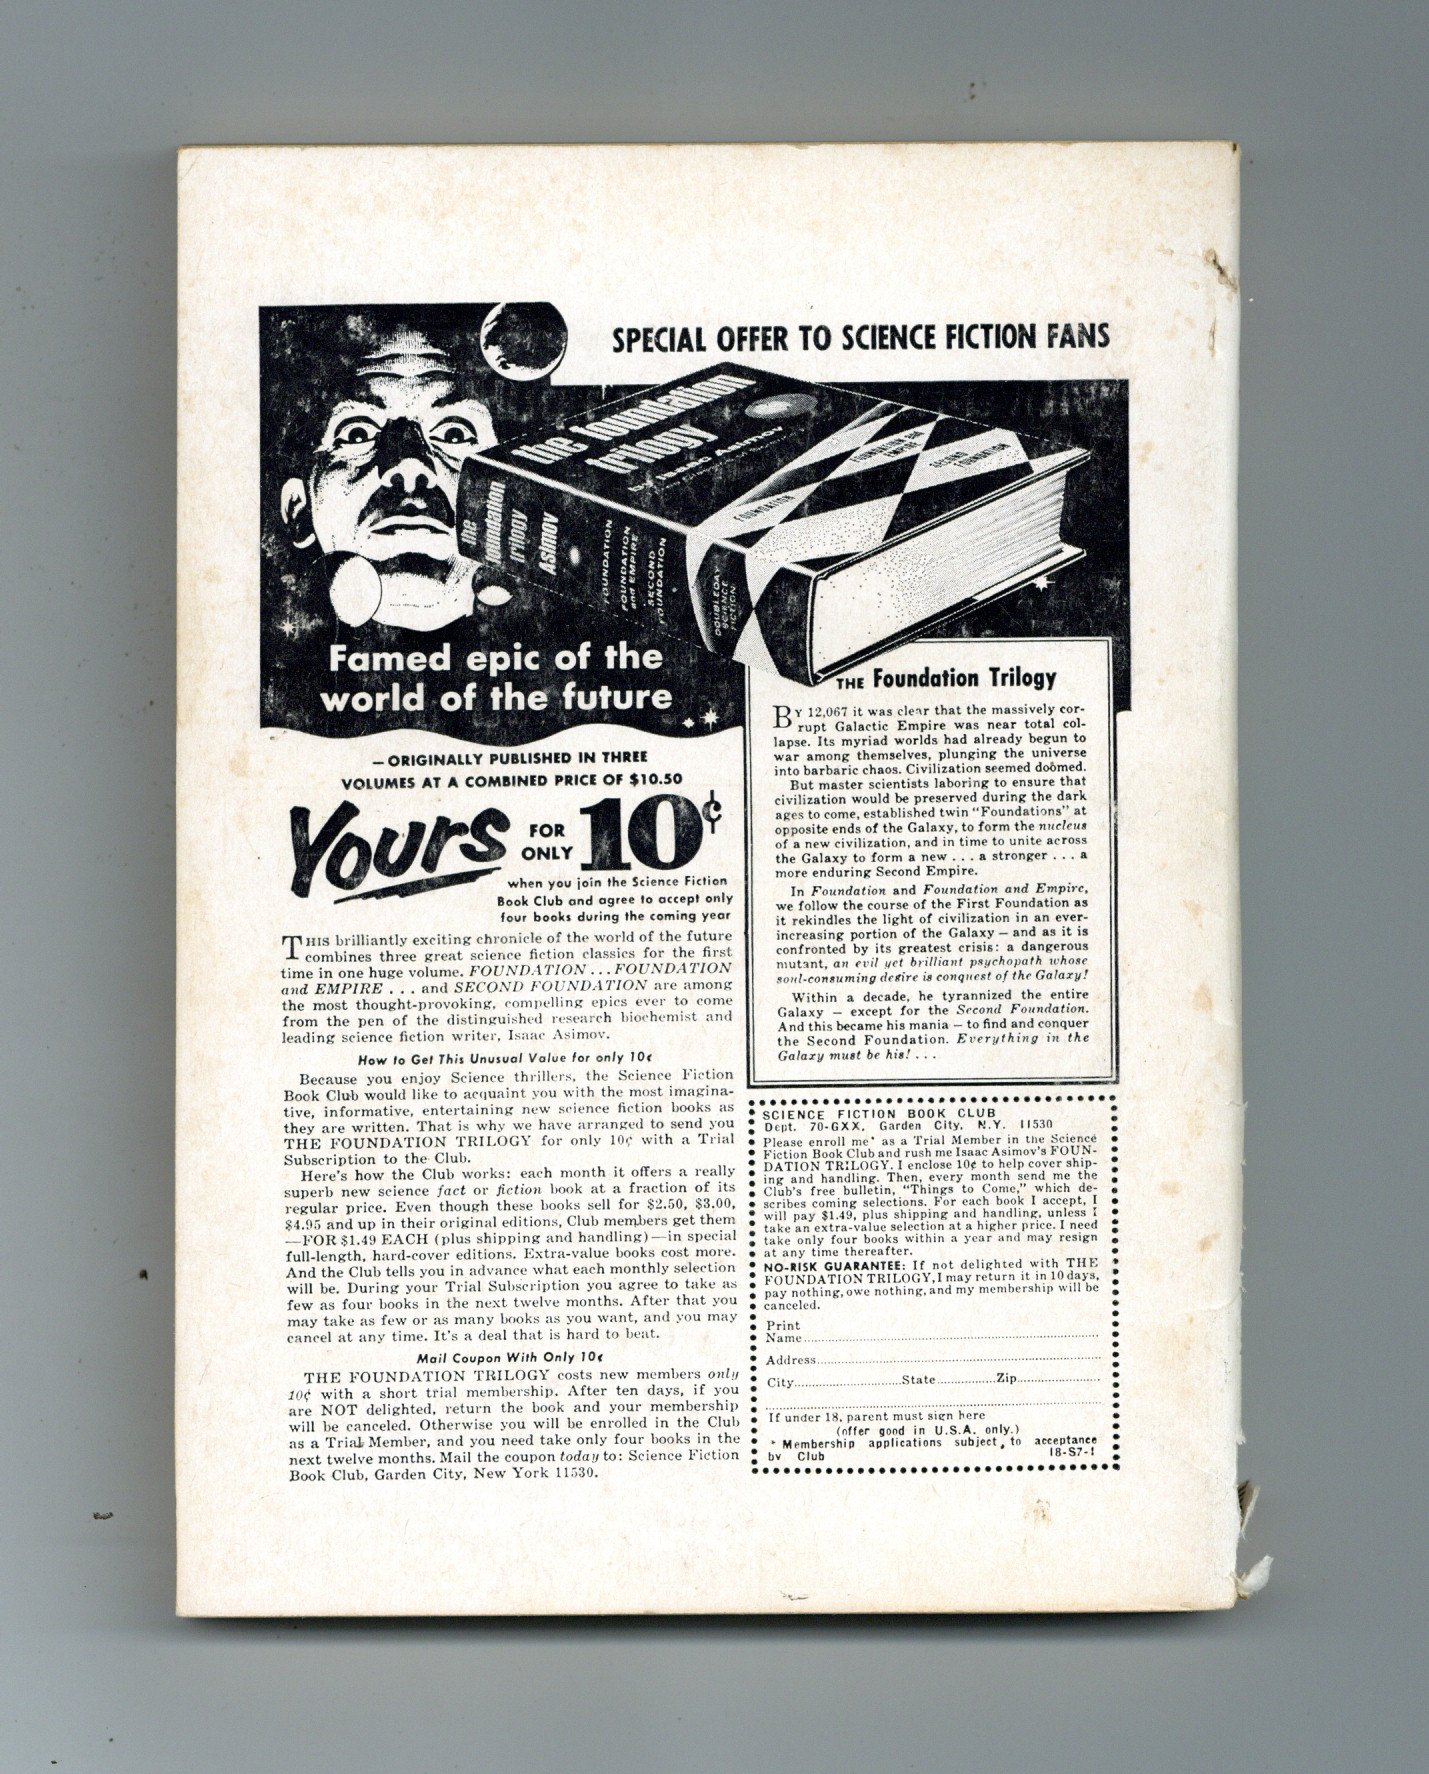 SPECIAL OFFER TO SCIENCE FICTION FANS
the foundation
trilogy
by Isaac Asimov
FOUNDATION
FOUNDATION AND
EMPIRE
SECOND
FOUNDATION
the
foundation
trilogy
Asimov
FOUNDATION
FOUNDATION
and EMPIRE
SECOND
FOUNDATION
DOUBLEDAY
SCIENCE
FICTION
Famed epic of the
world of the future
—ORIGINALLY PUBLISHED IN THREE
VOLUMES AT A COMBINED PRICE OF $10.50
Yours FOR
ONLY 10¢
when you join the Science Fiction
Book Club and agree to accept only
four books during the coming year
THIS brilliantly exciting chronicle of the world of the future
combines three great science fiction classics for the first
time in one huge volume. FOUNDATION . . . FOUNDATION
and EMPIRE . . . and SECOND FOUNDATION are among
the most thought-provoking, compelling epics ever to come
from the pen of the distinguished research biochemist and
leading science fiction writer, Isaac Asimov.
How to Get This Unusual Value for only 10¢
Because you enjoy Science thrillers, the Science Fiction
Book Club would like to acquaint you with the most imagina-
tive, informative, entertaining new science fiction books as
they are written. That is why we have arranged to send you
THE FOUNDATION TRILOGY for only 10¢ with a Trial
Subscription to the Club.
Here's how the Club works: each month it offers a really
superb new science fact or fiction book at a fraction of its
regular price. Even though these books sell for $2.50, $3.00,
$4.95 and up in their original editions, Club members get them
—FOR $1.49 EACH (plus shipping and handling)—in special
full-length, hard-cover editions. Extra-value books cost more.
And the Club tells you in advance what each monthly selection
will be. During your Trial Subscription you agree to take as
few as four books in the next twelve months. After that you
may take as few or as many books as you want, and you may
cancel at any time. It's a deal that is hard to beat.
Mail Coupon With Only 10¢
THE FOUNDATION TRILOGY costs new members only
10¢ with a short trial membership. After ten days, if you
are NOT delighted, return the book and your membership
will be canceled. Otherwise you will be enrolled in the Club
as a Trial Member, and you need take only four books in the
next twelve months. Mail the coupon today to: Science Fiction
Book Club, Garden City, New York 11530.
THE Foundation Trilogy
BY 12,067 it was clear that the massively cor-
rupt Galactic Empire was near total col-
lapse. Its myriad worlds had already begun to
war among themselves, plunging the universe
into barbaric chaos. Civilization seemed doomed.
But master scientists laboring to ensure that
civilization would be preserved during the dark
ages to come, established twin "Foundations" at
opposite ends of the Galaxy, to form the nucleus
of a new civilization, and in time to unite across
the Galaxy to form a new . . . a stronger . . . a
more enduring Second Empire.
In Foundation and Foundation and Empire,
we follow the course of the First Foundation as
it rekindles the light of civilization in an ever-
increasing portion of the Galaxy — and as it is
confronted by its greatest crisis: a dangerous
mutant, an evil yet brilliant psychopath whose
soul-consuming desire is conquest of the Galaxy!
Within a decade, he tyrannized the entire
Galaxy — except for the Second Foundation.
And this became his mania — to find and conquer
the Second Foundation. Everything in the
Galaxy must be his! . . .
SCIENCE FICTION BOOK CLUB
Dept. 70-GXX, Garden City, N.Y. 11530
Please enroll me* as a Trial Member in the Science
Fiction Book Club and rush me Isaac Asimov's FOUN-
DATION TRILOGY. I enclose 10¢ to help cover ship-
ing and handling. Then, every month send me the
Club's free bulletin, "Things to Come," which de-
scribes coming selections. For each book I accept, I
will pay $1.49, plus shipping and handling, unless I
take an extra-value selection at a higher price. I need
take only four books within a year and may resign
at any time thereafter.
NO-RISK GUARANTEE: If not delighted with THE
FOUNDATION TRILOGY, I may return it in 10 days,
pay nothing, owe nothing, and my membership will be
canceled.
Print
Name
Address
City State Zip
If under 18, parent must sign here
(offer good in U.S.A. only.)
* Membership applications subject to acceptance
by Club 18-S7-1